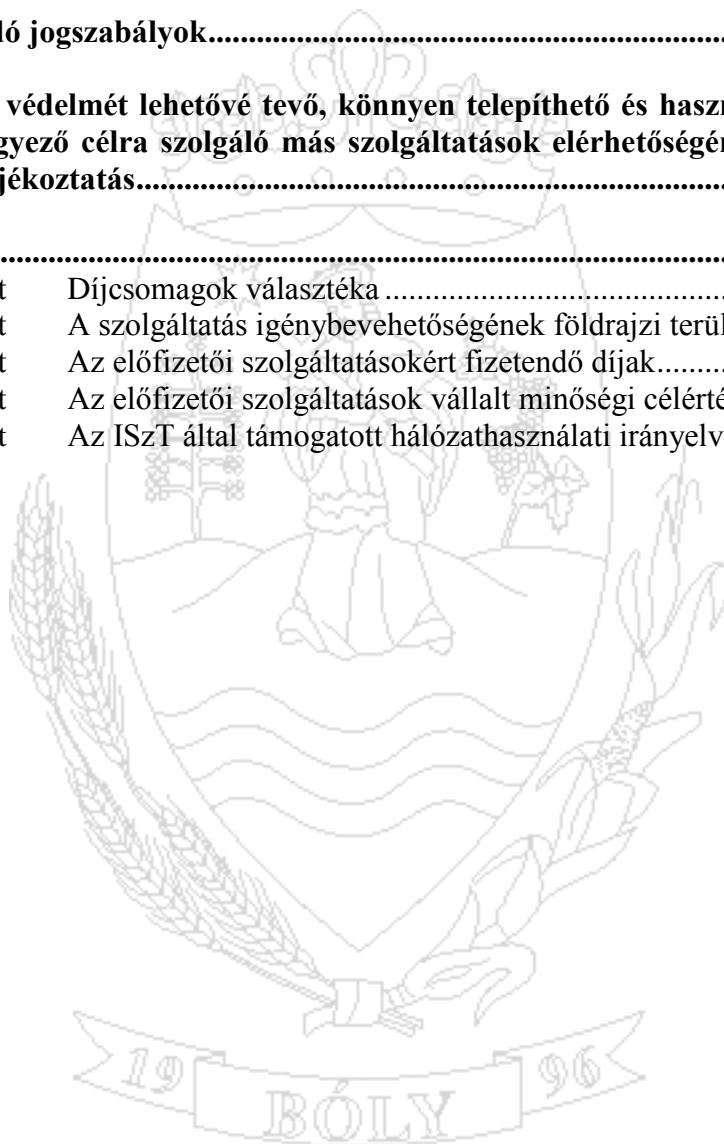 ló jogszabályok
védelmét lehetővé tevő, könnyen telepíthető és haszn
gyező célra szolgáló más szolgáltatások elérhetőségér
jékoztatás
t Díjcsomagok választéka
t A szolgáltatás igénybevehetőségének földrajzi terül
t Az előfizetői szolgáltatásokért fizetendő díjak
t Az előfizetői szolgáltatások vállalt minőségi célérté
t Az ISzT által támogatott hálózathasználati irányelv
19 BÓLY 96